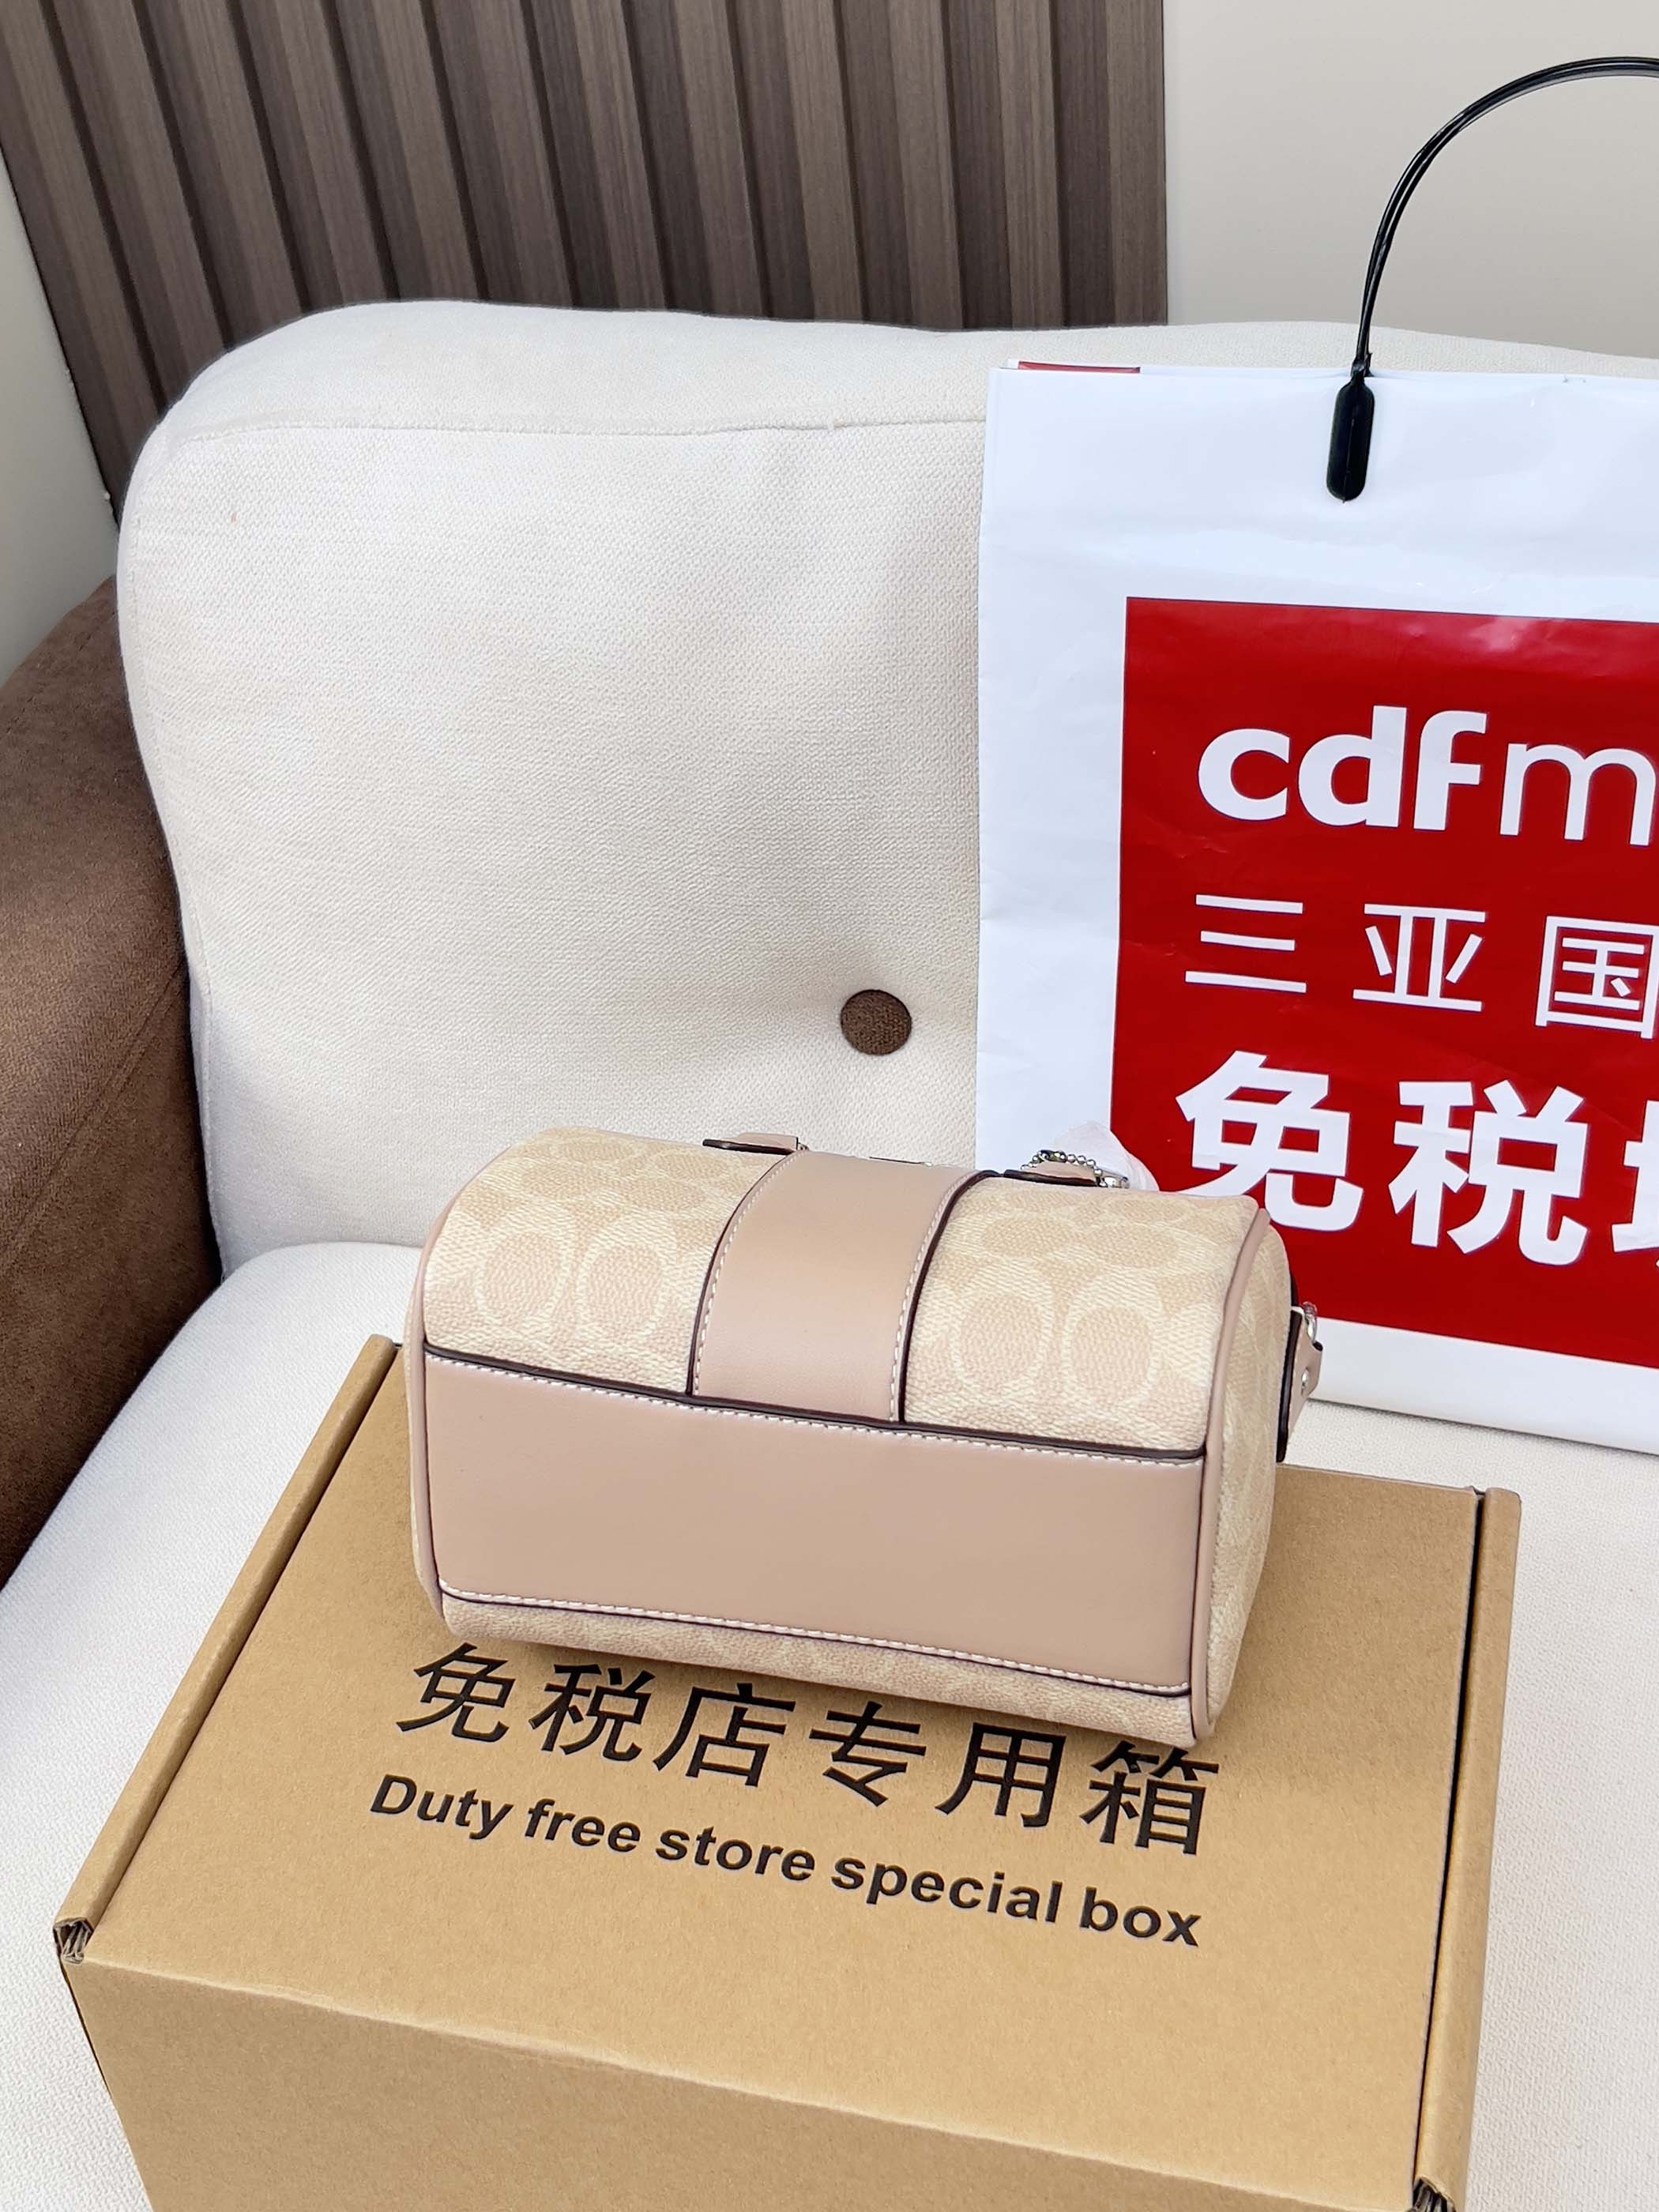 cdfm
三亚国
免税
免税店专用箱
Duty free store special box